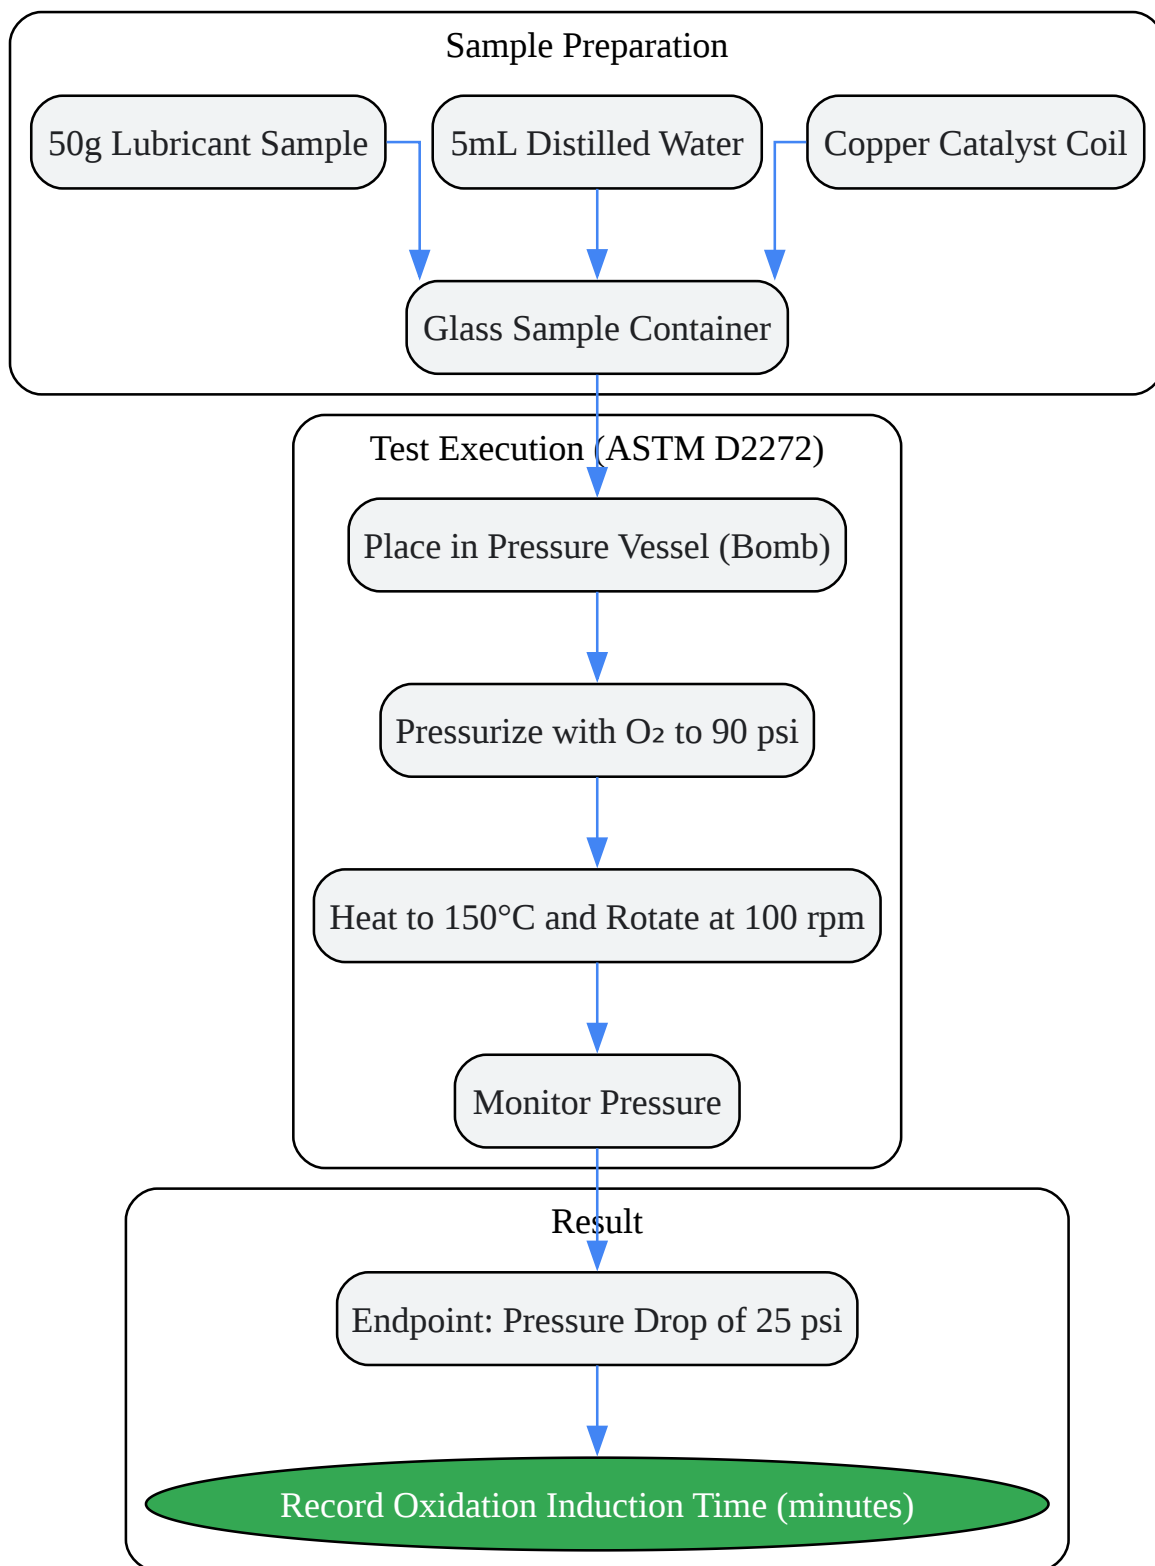 Sample Preparation
50g Lubricant Sample
5mL Distilled Water
Copper Catalyst Coil
Glass Sample Container
Test Execution (ASTM D2272)
Place in Pressure Vessel (Bomb)
Pressurize with O₂ to 90 psi
Heat to 150°C and Rotate at 100 rpm
Monitor Pressure
Result
Endpoint: Pressure Drop of 25 psi
Record Oxidation Induction Time (minutes)